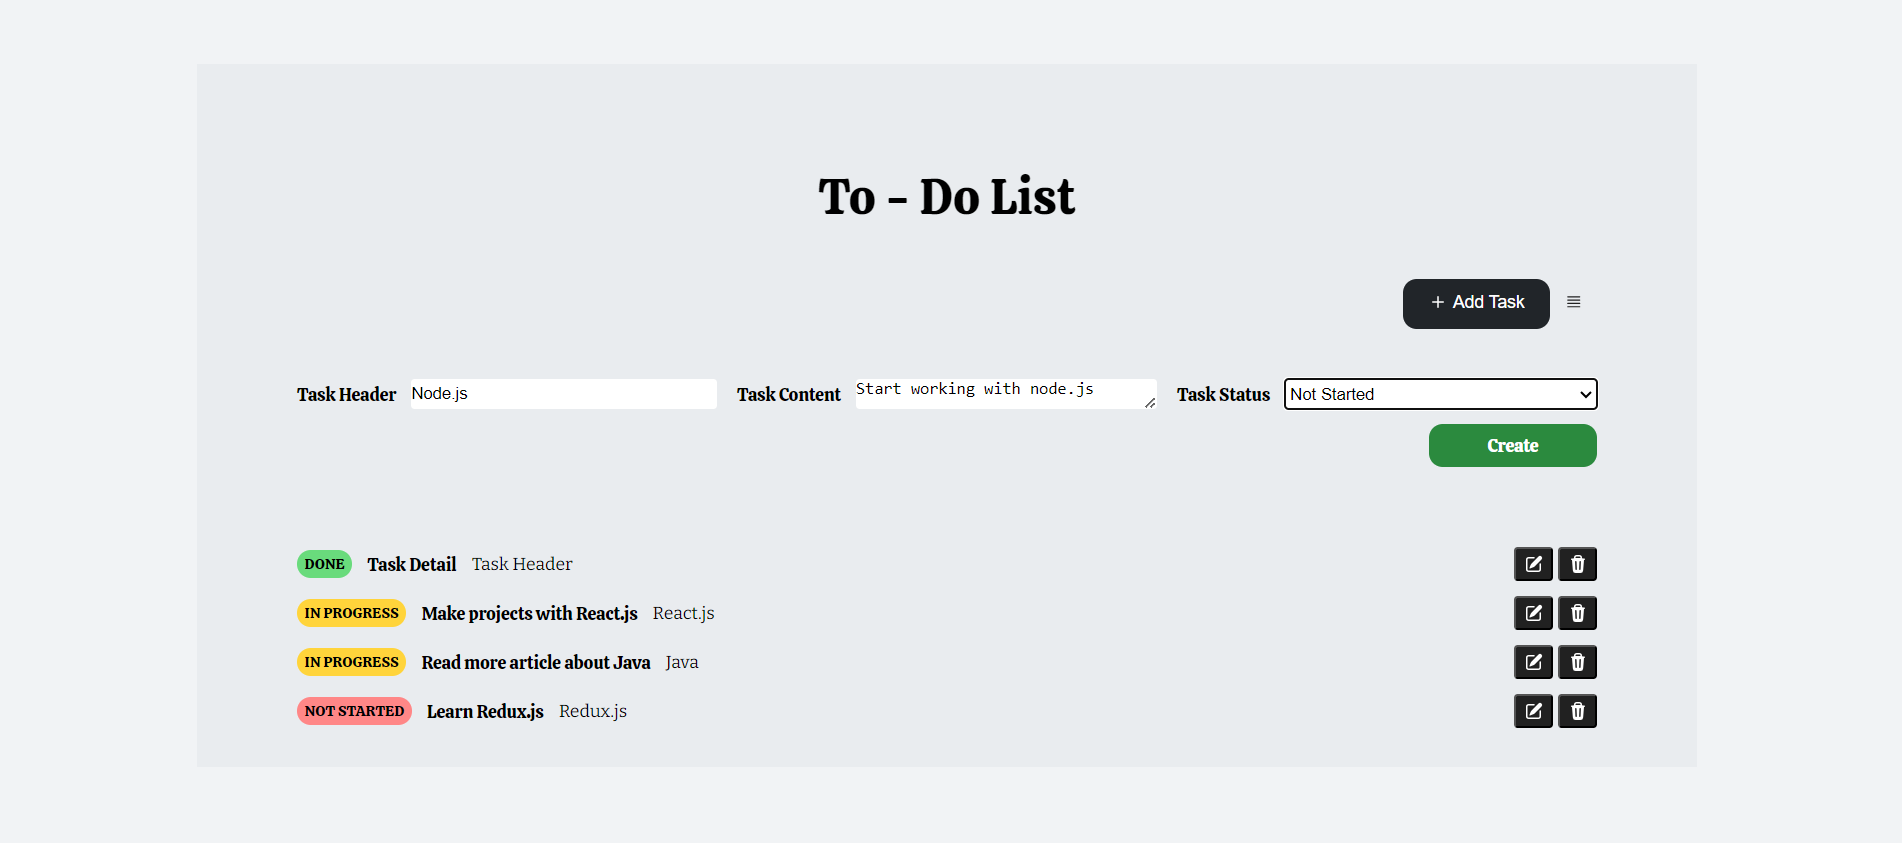 To - Do List
Add Task
Task Header Node.js Task Content Start working with node.js Task Status Not Started
Create
DONE Task Detail Task Header
IN PROGRESS Make projects with React.js React.js
IN PROGRESS Read more article about Java Java
NOT STARTED Learn Redux.js Redux.js